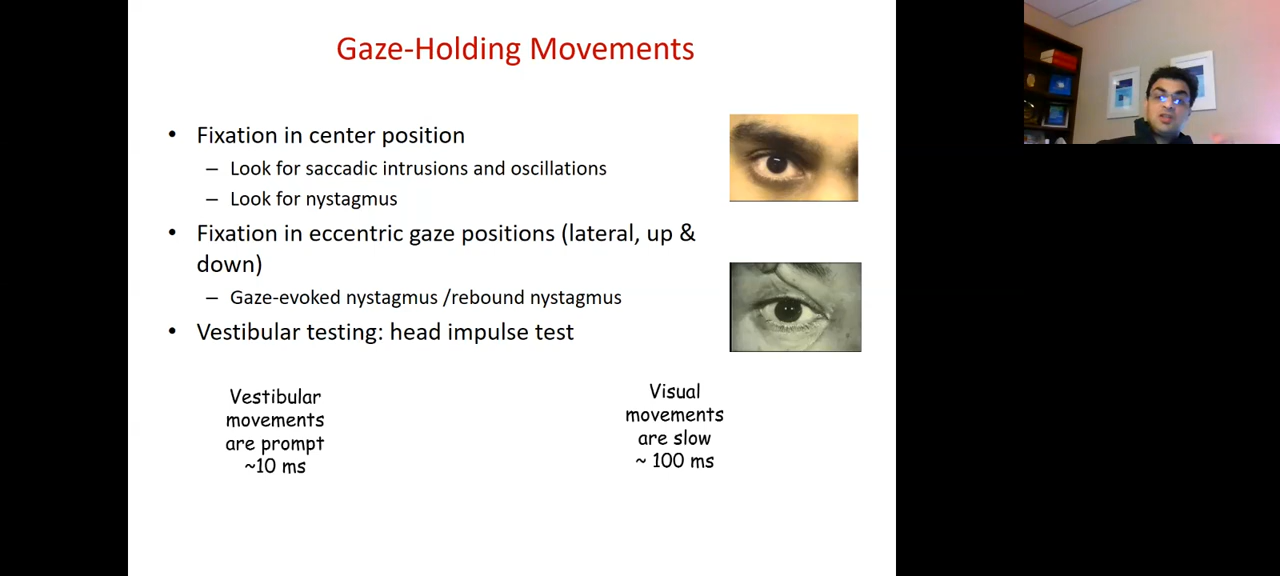 Gaze-Holding Movements
• Fixation in center position
– Look for saccadic intrusions and oscillations
– Look for nystagmus
• Fixation in eccentric gaze positions (lateral, up &
down)
– Gaze-evoked nystagmus /rebound nystagmus
• Vestibular testing: head impulse test
Vestibular
movements
are prompt
~10 ms
Visual
movements
are slow
~ 100 ms